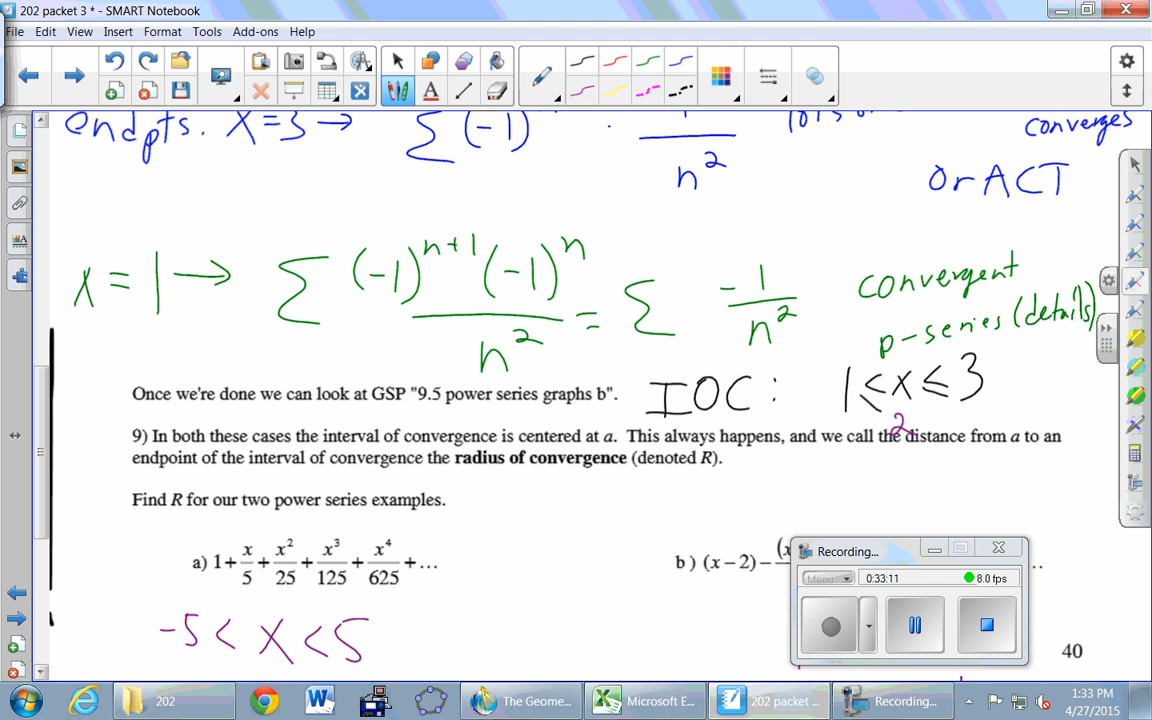 202 packet 3 * - SMART Notebook
File Edit View Insert Format Tools Add-ons Help
endpts. x=3 → Σ (-1) · 1/n² converges
or ACT
x = 1 → Σ (-1)^(n+1) (-1)^n / n² = Σ -1/n² convergent
p-series (details)
Once we're done we can look at GSP "9.5 power series graphs b". IOC: 1 ≤ x ≤ 3
2
9) In both these cases the interval of convergence is centered at a. This always happens, and we call the distance from a to an
endpoint of the interval of convergence the radius of convergence (denoted R).
Find R for our two power series examples.
a) 1 + x/5 + x²/25 + x³/125 + x⁴/625 + ...
b) (x − 2) − (x ...
-5 < x < 5
40
Recording...
Menu 0:33:11 8.0 fps
202 The Geome... Microsoft E... 202 packet ... Recording...
1:33 PM
4/27/2015